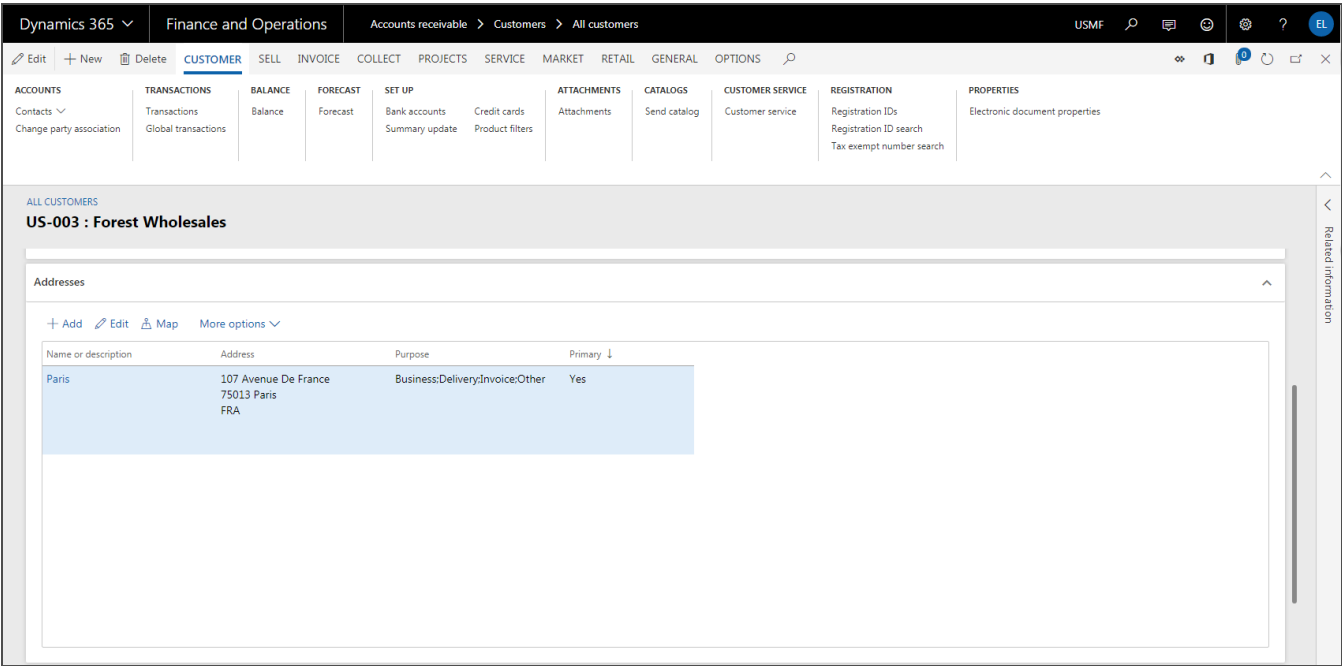 Dynamics 365 Finance and Operations Accounts receivable > Customers > All customers USMF ? EL
Edit + New Delete CUSTOMER SELL INVOICE COLLECT PROJECTS SERVICE MARKET RETAIL GENERAL OPTIONS 0
ACCOUNTS TRANSACTIONS BALANCE FORECAST SET UP ATTACHMENTS CATALOGS CUSTOMER SERVICE REGISTRATION PROPERTIES
Contacts Transactions Balance Forecast Bank accounts Credit cards Attachments Send catalog Customer service Registration IDs Electronic document properties
Change party association Global transactions Summary update Product filters Registration ID search
Tax exempt number search
ALL CUSTOMERS
US-003 : Forest Wholesales
Related information
Addresses
+ Add Edit Map More options
Name or description Address Purpose Primary ↓
Paris 107 Avenue De France Business;Delivery;Invoice;Other Yes
75013 Paris
FRA